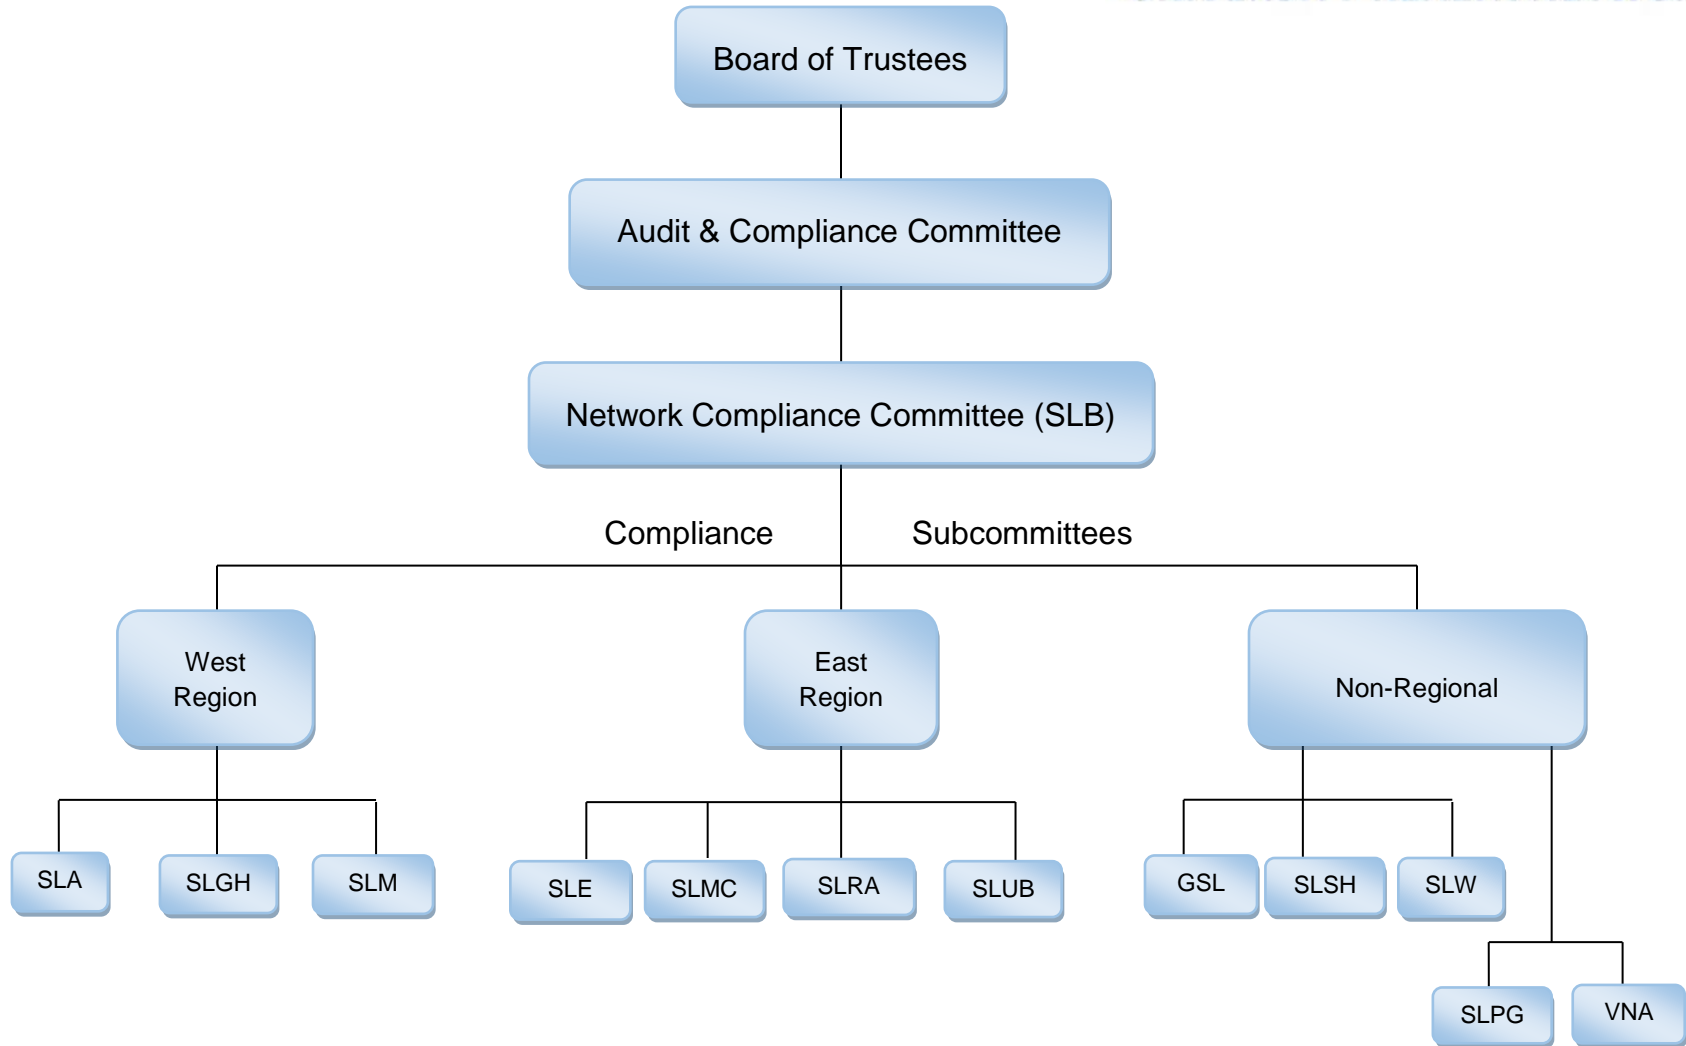 Board of Trustees
Audit & Compliance Committee
Network Compliance Committee (SLB)
Compliance Subcommittees
West
Region
East
Region
Non-Regional
SLA
SLGH
SLM
SLE
SLMC
SLRA
SLUB
GSL
SLSH
SLW
SLPG
VNA